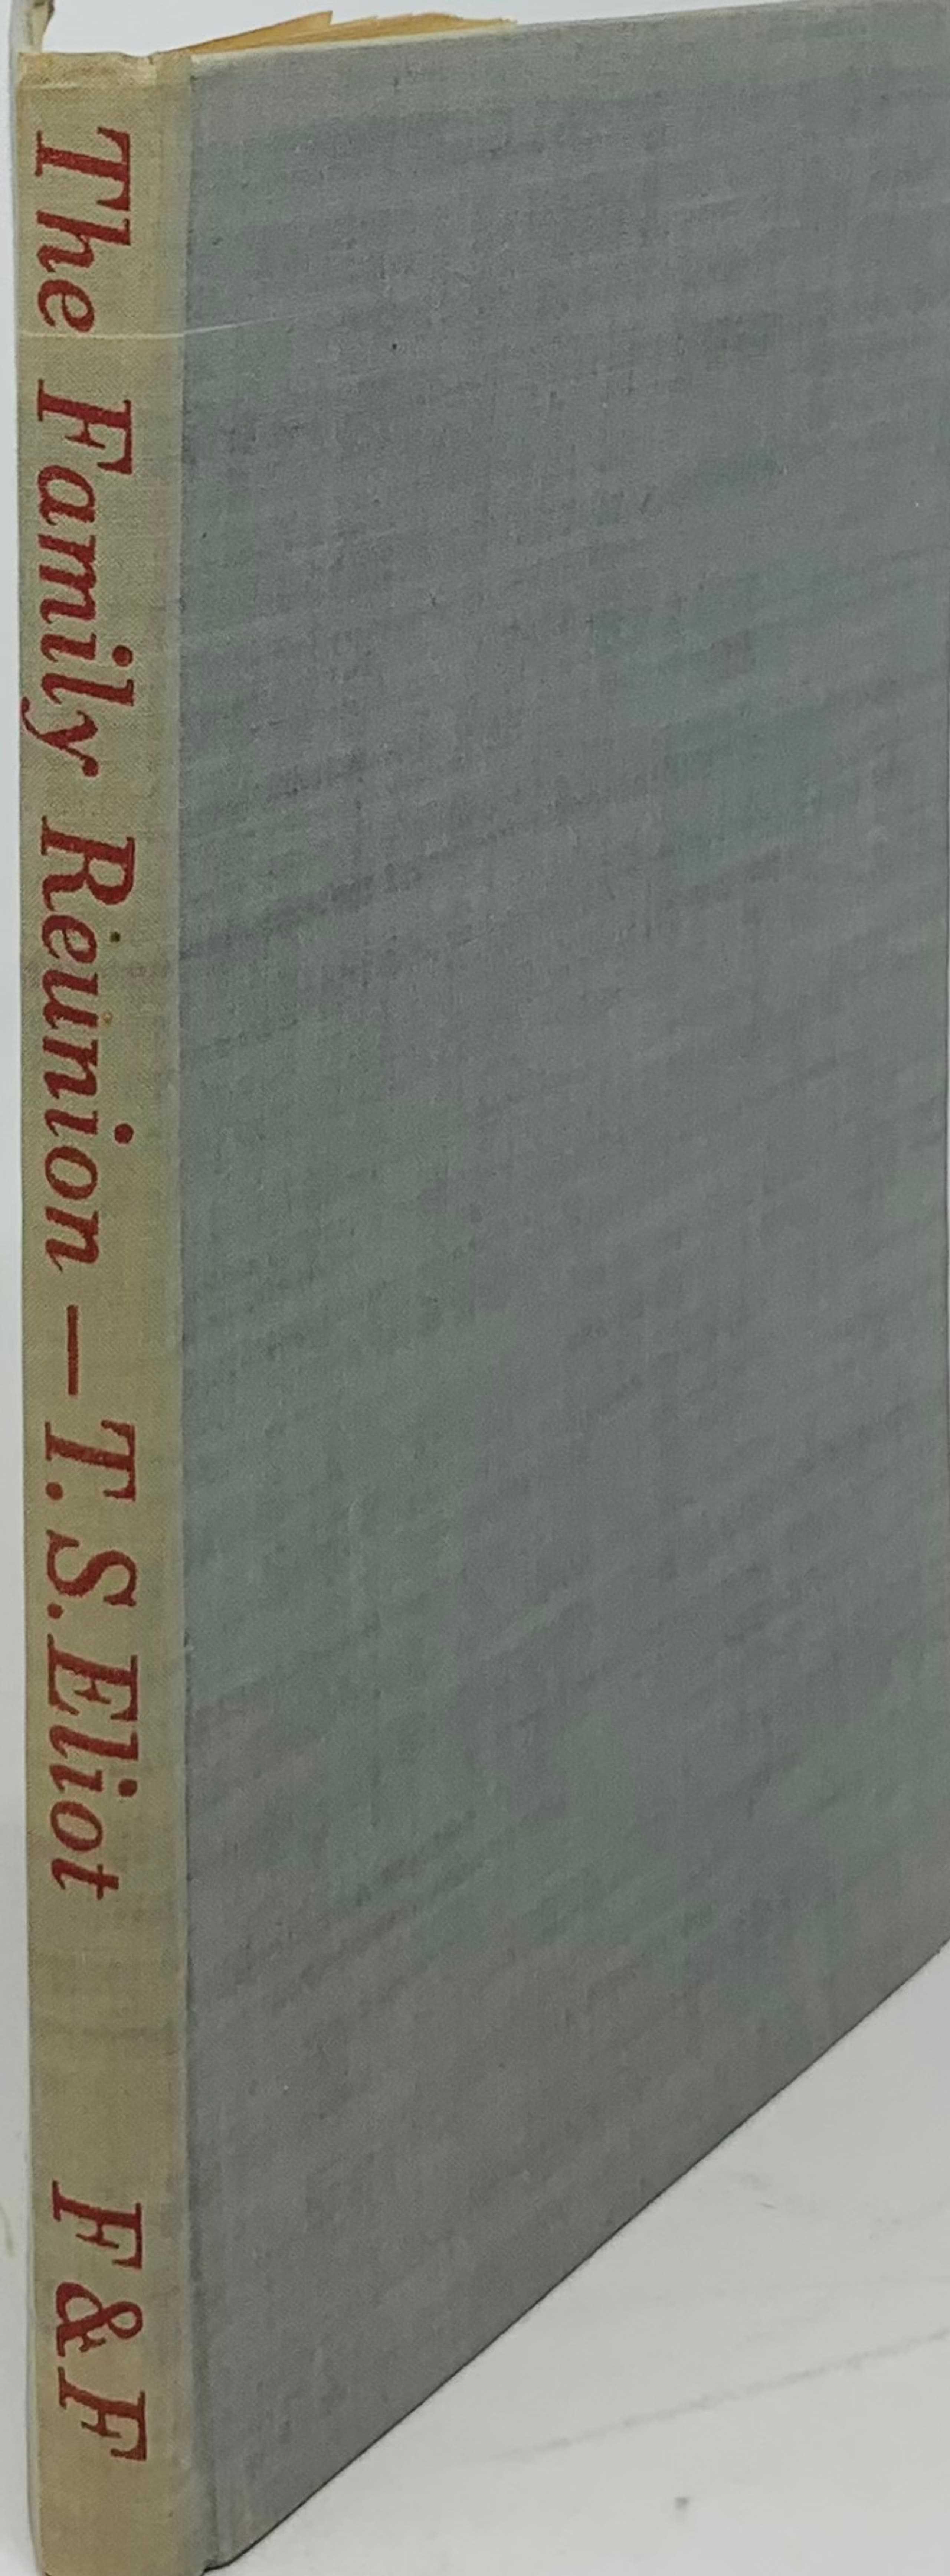 The Family Reunion — T. S. Eliot F & F